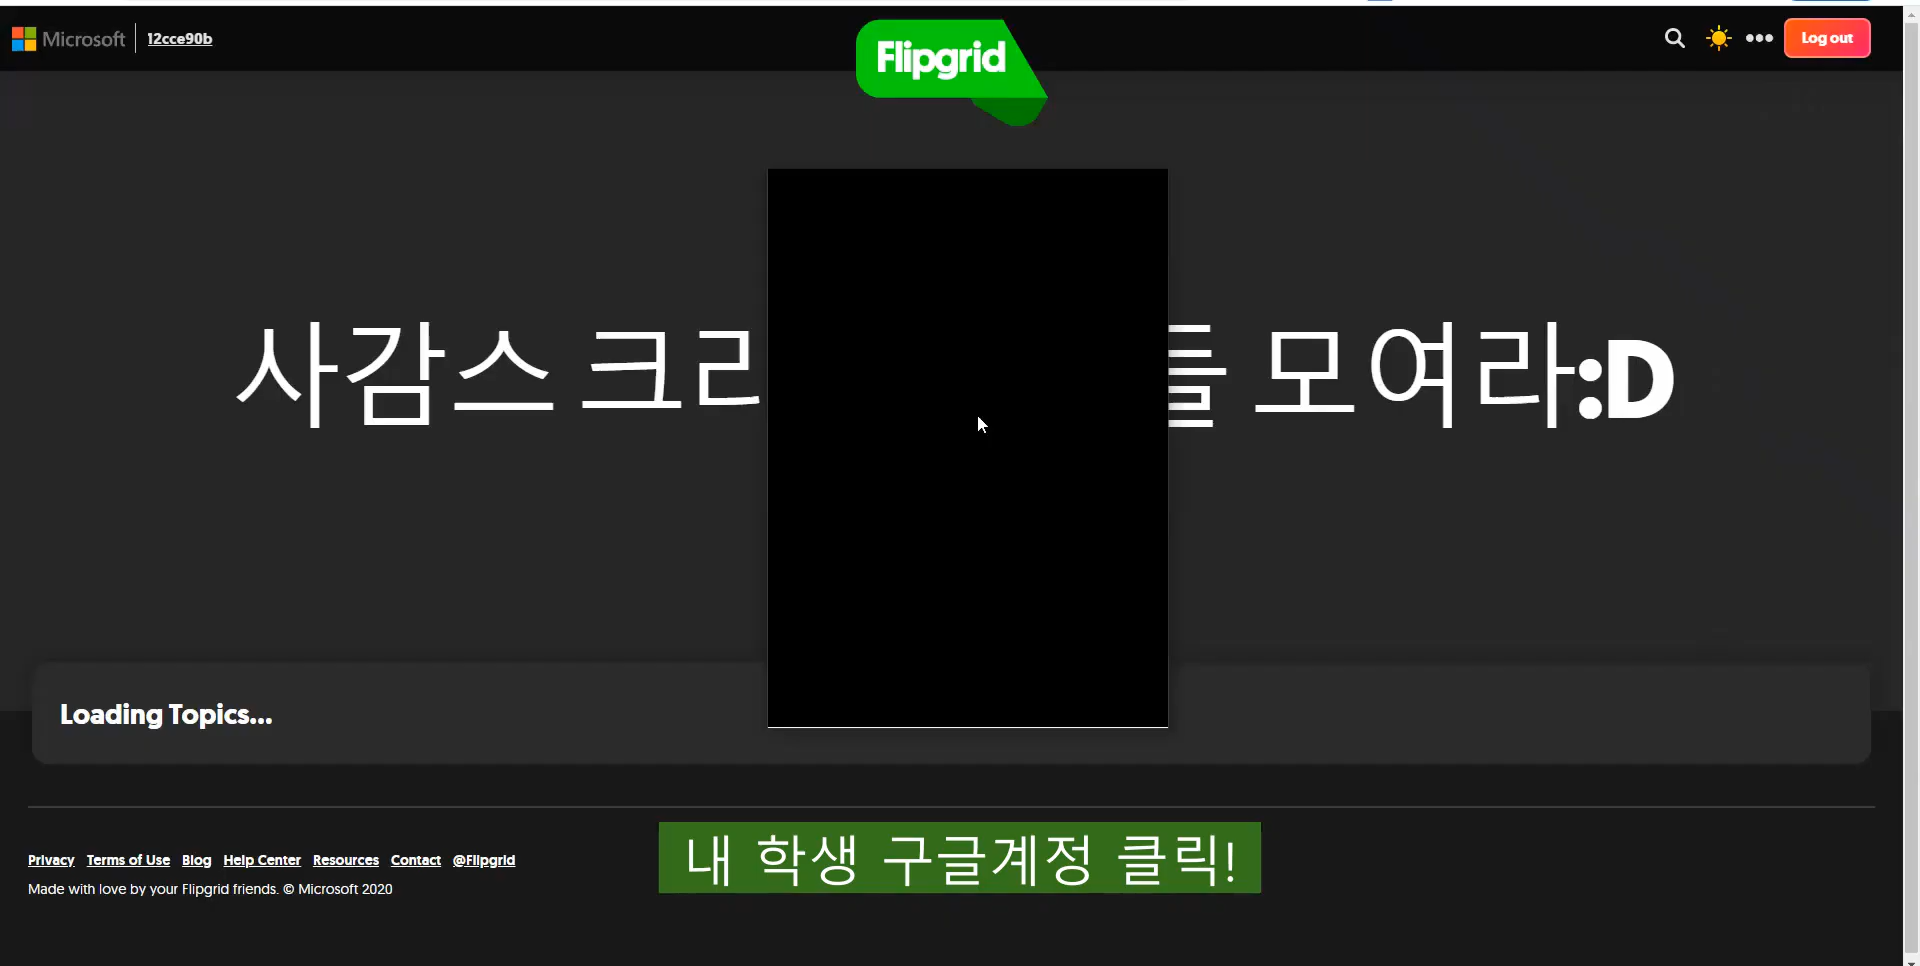 Microsoft 12cce90b
Flipgrid
Log out
사감스 크리 들 모여라:D
Loading Topics...
내 학생 구글계정 클릭!
Privacy Terms of Use Blog Help Center Resources Contact @Flipgrid
Made with love by your Flipgrid friends. © Microsoft 2020